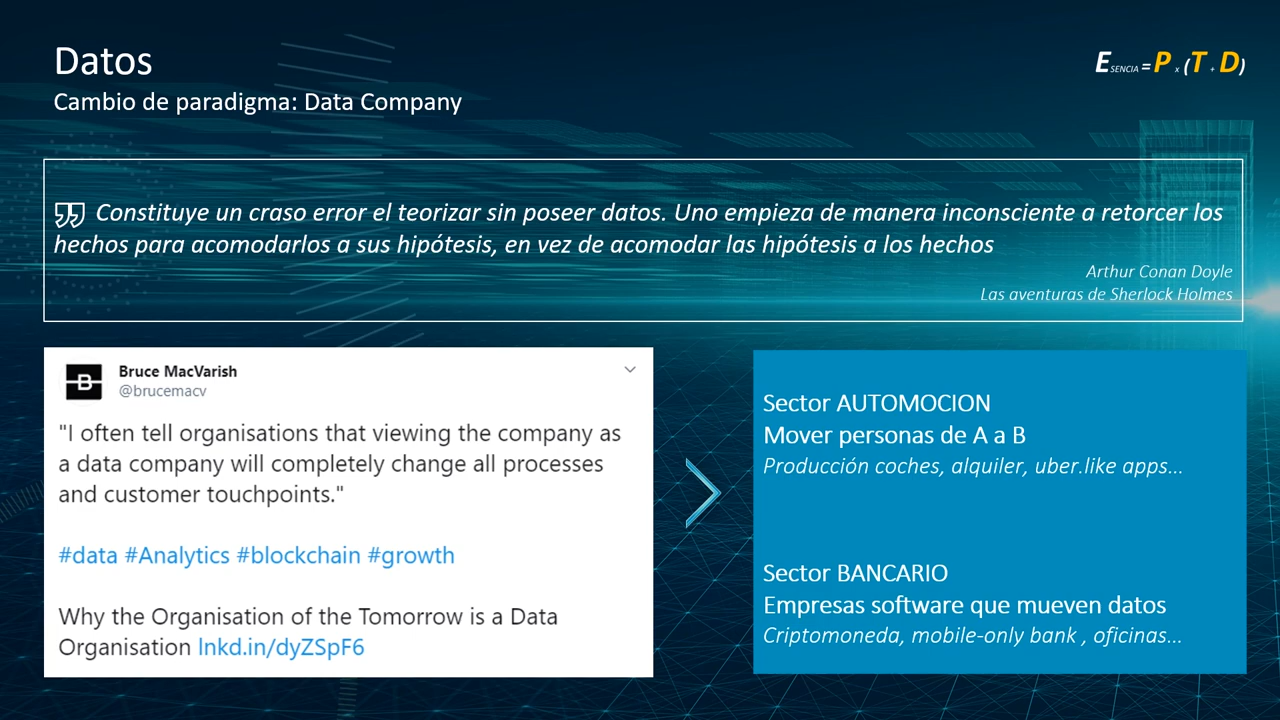 Datos
Cambio de paradigma: Data Company
ESENCIA = P x (T + D)
Constituye un craso error el teorizar sin poseer datos. Uno empieza de manera inconsciente a retorcer los
hechos para acomodarlos a sus hipótesis, en vez de acomodar las hipótesis a los hechos
Arthur Conan Doyle
Las aventuras de Sherlock Holmes
B
Bruce MacVarish
@brucemacv
"I often tell organisations that viewing the company as
a data company will completely change all processes
and customer touchpoints."
#data #Analytics #blockchain #growth
Why the Organisation of the Tomorrow is a Data
Organisation lnkd.in/dyZSpF6
Sector AUTOMOCION
Mover personas de A a B
Producción coches, alquiler, uber.like apps...
Sector BANCARIO
Empresas software que mueven datos
Criptomoneda, mobile-only bank , oficinas...